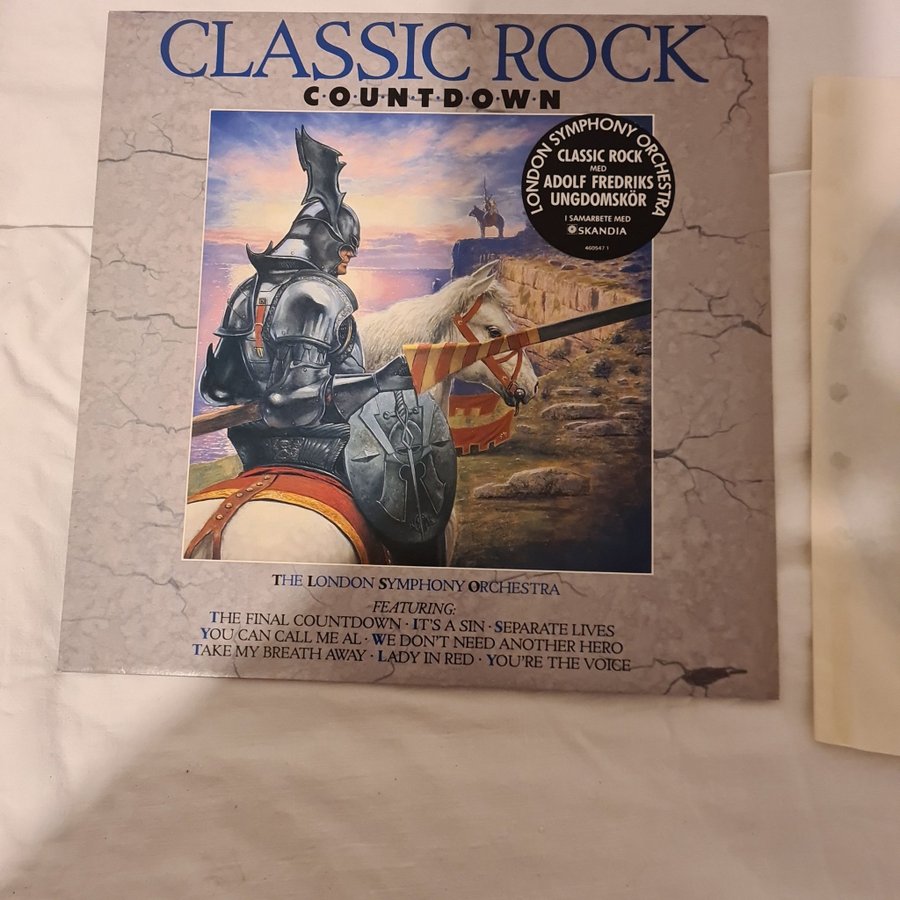 CLASSIC ROCK
C·O·U·N·T·D·O·W·N
LONDON SYMPHONY ORCHESTRA
CLASSIC ROCK
MED
ADOLF FREDRIKS
UNGDOMSKÖR
I SAMARBETE MED
SKANDIA
460547 1
THE LONDON SYMPHONY ORCHESTRA
FEATURING:
THE FINAL COUNTDOWN · IT'S A SIN · SEPARATE LIVES
YOU CAN CALL ME AL · WE DON'T NEED ANOTHER HERO
TAKE MY BREATH AWAY · LADY IN RED · YOU'RE THE VOICE